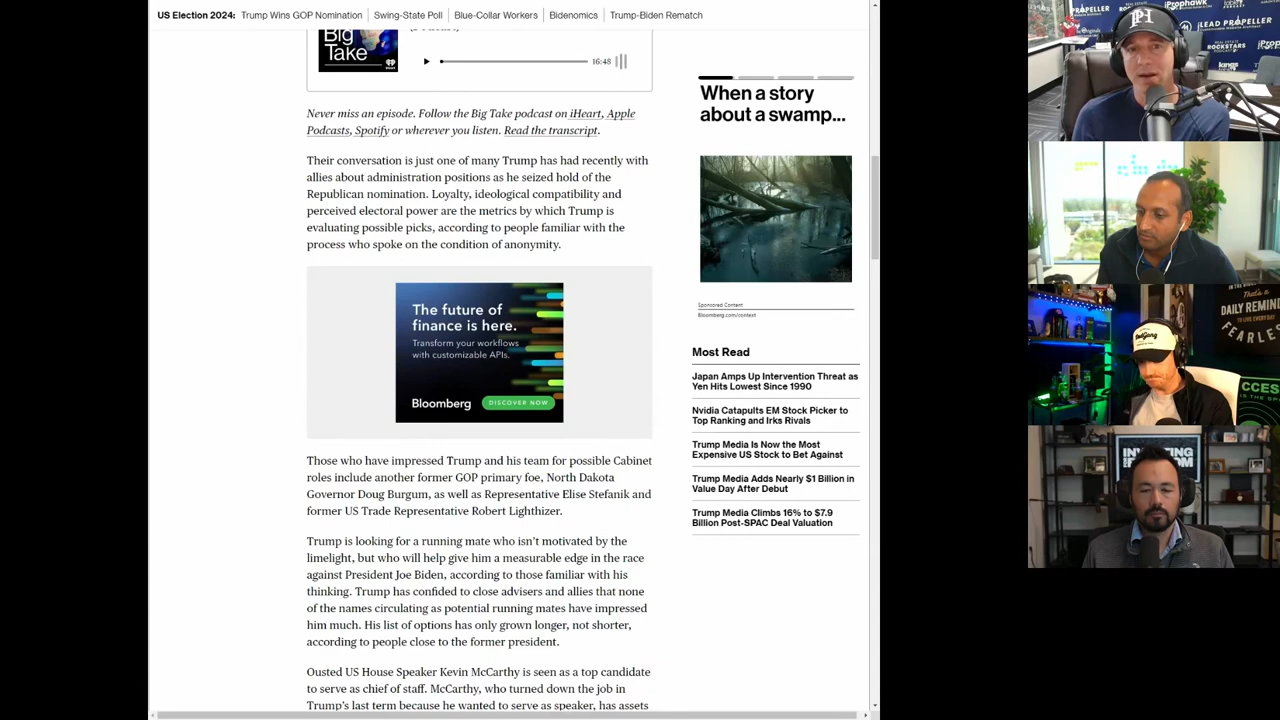 US Election 2024: Trump Wins GOP Nomination Swing-State Poll Blue-Collar Workers Bidenomics Trump-Biden Rematch
Big
Take
iHeart
16:48
Never miss an episode. Follow the Big Take podcast on iHeart, Apple
Podcasts, Spotify or wherever you listen. Read the transcript.
Their conversation is just one of many Trump has had recently with
allies about administration positions as he seized hold of the
Republican nomination. Loyalty, ideological compatibility and
perceived electoral power are the metrics by which Trump is
evaluating possible picks, according to people familiar with the
process who spoke on the condition of anonymity.
The future of
finance is here.
Transform your workflows
with customizable APIs.
Bloomberg
DISCOVER NOW
Those who have impressed Trump and his team for possible Cabinet
roles include another former GOP primary foe, North Dakota
Governor Doug Burgum, as well as Representative Elise Stefanik and
former US Trade Representative Robert Lighthizer.
Trump is looking for a running mate who isn't motivated by the
limelight, but who will help give him a measurable edge in the race
against President Joe Biden, according to those familiar with his
thinking. Trump has confided to close advisers and allies that none
of the names circulating as potential running mates have impressed
him much. His list of options has only grown longer, not shorter,
according to people close to the former president.
Ousted US House Speaker Kevin McCarthy is seen as a top candidate
to serve as chief of staff. McCarthy, who turned down the job in
Trump's last term because he wanted to serve as speaker, has assets
When a story
about a swamp...
Sponsored Content
Bloomberg.com/context
Most Read
Japan Amps Up Intervention Threat as
Yen Hits Lowest Since 1990
Nvidia Catapults EM Stock Picker to
Top Ranking and Irks Rivals
Trump Media Is Now the Most
Expensive US Stock to Bet Against
Trump Media Adds Nearly $1 Billion in
Value Day After Debut
Trump Media Climbs 16% to $7.9
Billion Post-SPAC Deal Valuation
PROPELLER
iProphawk
LEAD PROPELLER
ROCKSTARS
That's a
DAILY REMIND
FEARLE
CCES
INVESTING